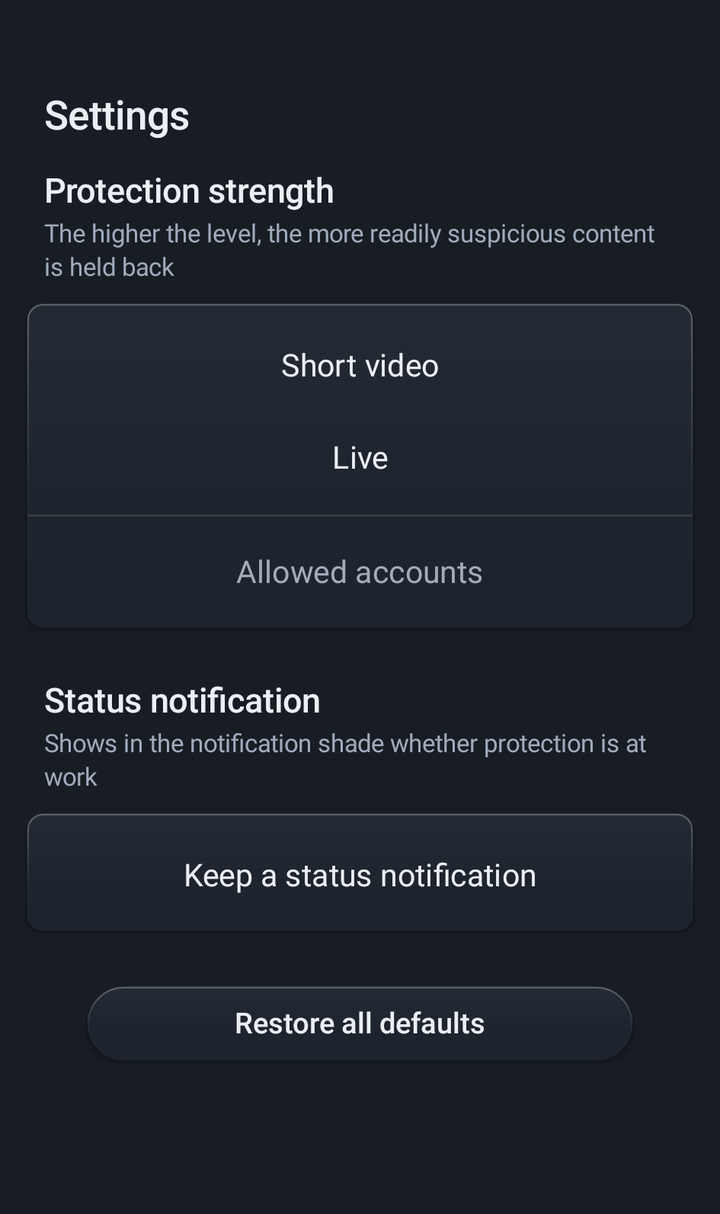 Settings
Protection strength
The higher the level, the more readily suspicious content
is held back
Short video
Live
Allowed accounts
Status notification
Shows in the notification shade whether protection is at
work
Keep a status notification
Restore all defaults